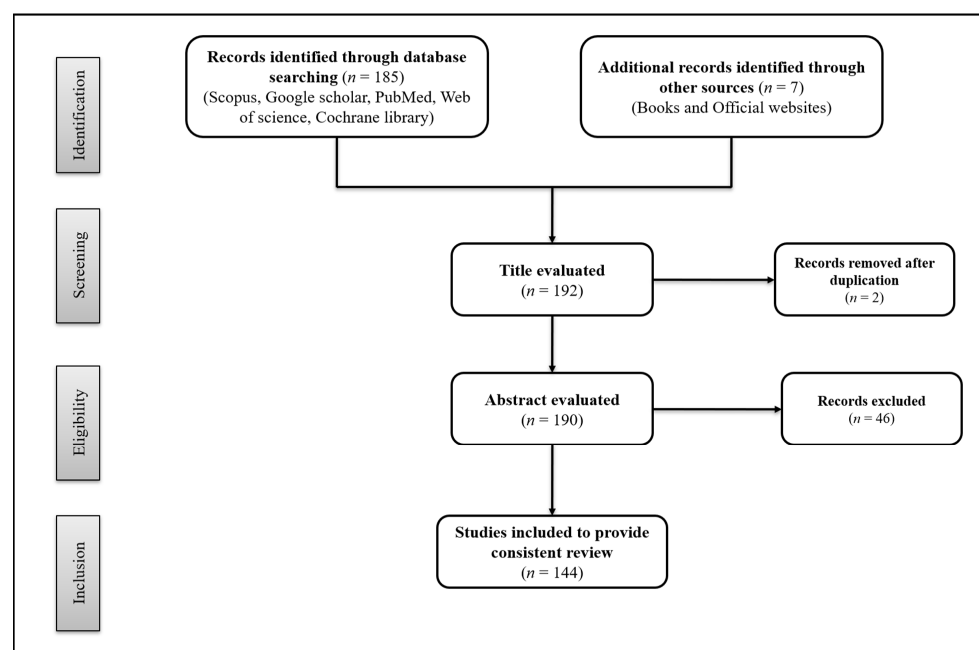 Identification
Records identified through database
searching (n = 185)
(Scopus, Google scholar, PubMed, Web
of science, Cochrane library)
Additional records identified through
other sources (n = 7)
(Books and Official websites)
Screening
Title evaluated
(n = 192)
Records removed after
duplication
(n = 2)
Eligibility
Abstract evaluated
(n = 190)
Records excluded
(n = 46)
Inclusion
Studies included to provide
consistent review
(n = 144)